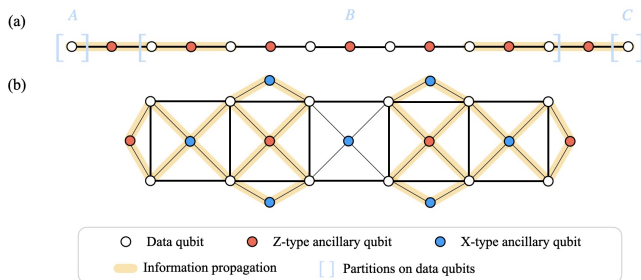 A B C
(a)
(b)
Data qubit Z-type ancillary qubit X-type ancillary qubit
Information propagation [ ] Partitions on data qubits